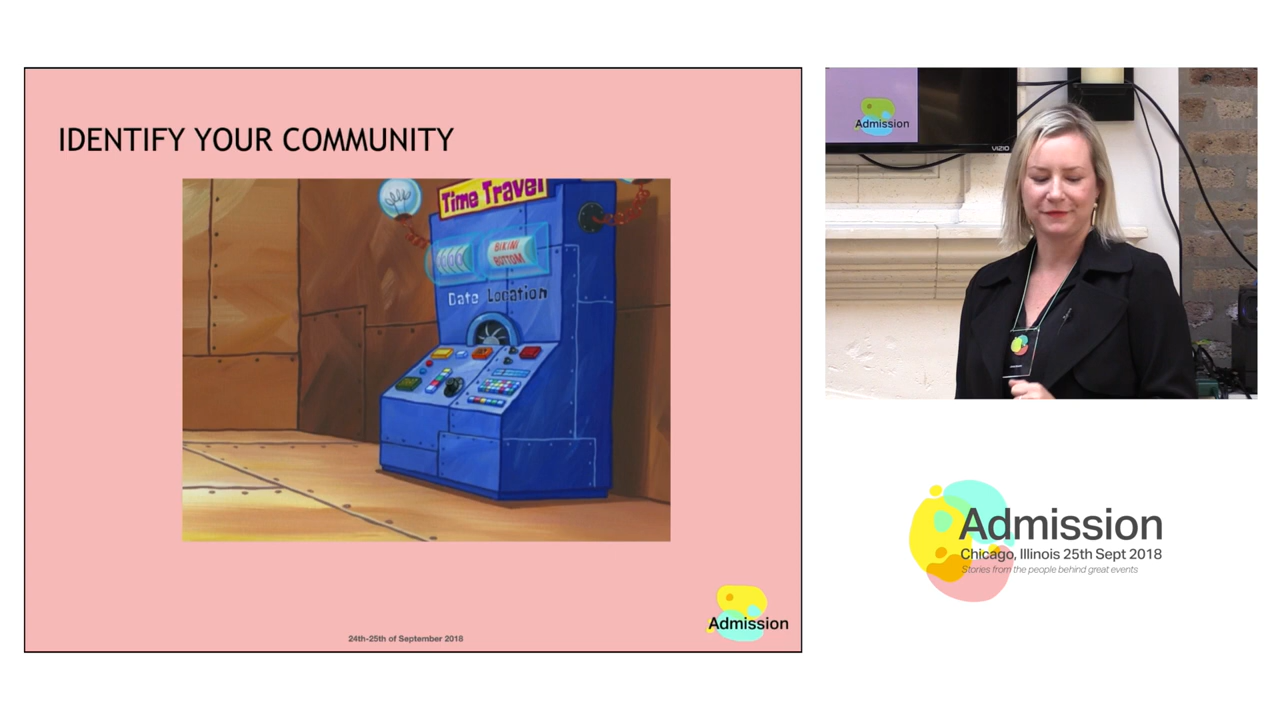 IDENTIFY YOUR COMMUNITY
Time Travel
BIKINI
BOTTOM
Date Location
24th-25th of September 2018
Admission
Admission
VIZIO
Admission
Chicago, Illinois 25th Sept 2018
Stories from the people behind great events